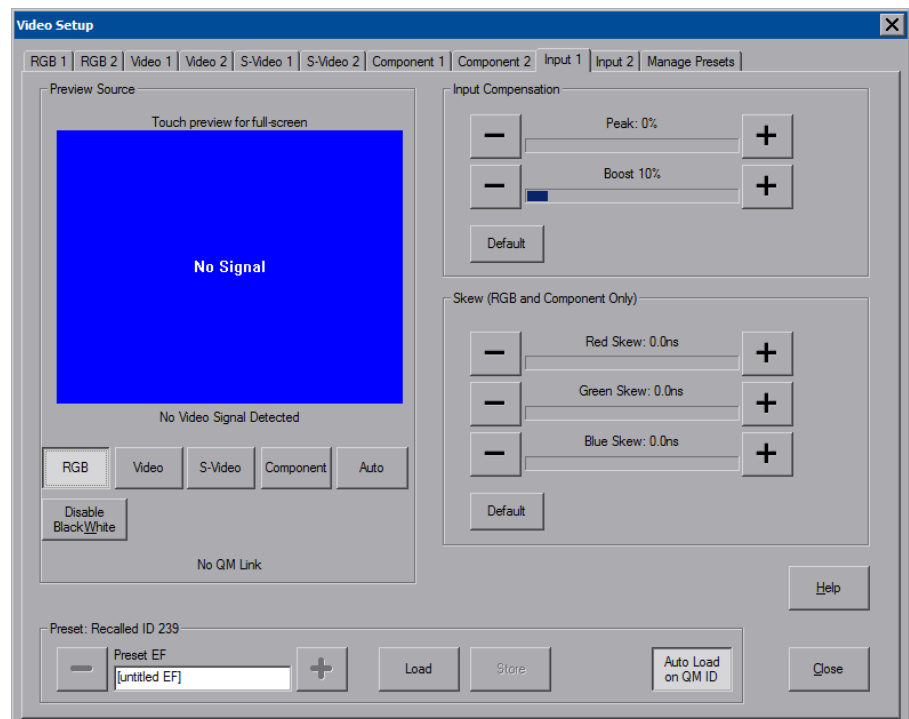 Video Setup
RGB 1 RGB 2 Video 1 Video 2 S-Video 1 S-Video 2 Component 1 Component 2 Input 1 Input 2 Manage Presets
Preview Source
Touch preview for full-screen
No Signal
No Video Signal Detected
RGB Video S-Video Component Auto
Disable
BlackWhite
No QM Link
Input Compensation
Peak: 0%
Boost 10%
Default
Skew (RGB and Component Only)
Red Skew: 0.0ns
Green Skew: 0.0ns
Blue Skew: 0.0ns
Default
Help
Preset: Recalled ID 239
Preset EF
[untitled EF]
Load
Store
Auto Load
on QM ID
Close